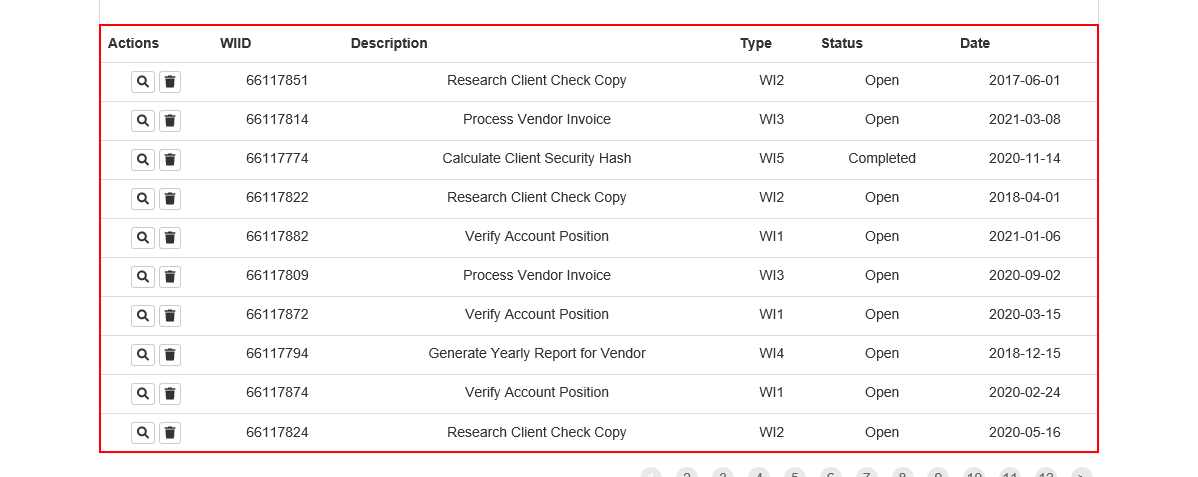 Actions WIID Description Type Status Date
66117851 Research Client Check Copy WI2 Open 2017-06-01
66117814 Process Vendor Invoice WI3 Open 2021-03-08
66117774 Calculate Client Security Hash WI5 Completed 2020-11-14
66117822 Research Client Check Copy WI2 Open 2018-04-01
66117882 Verify Account Position WI1 Open 2021-01-06
66117809 Process Vendor Invoice WI3 Open 2020-09-02
66117872 Verify Account Position WI1 Open 2020-03-15
66117794 Generate Yearly Report for Vendor WI4 Open 2018-12-15
66117874 Verify Account Position WI1 Open 2020-02-24
66117824 Research Client Check Copy WI2 Open 2020-05-16
2 3 4 5 6 7 8 9 10 11 12 >